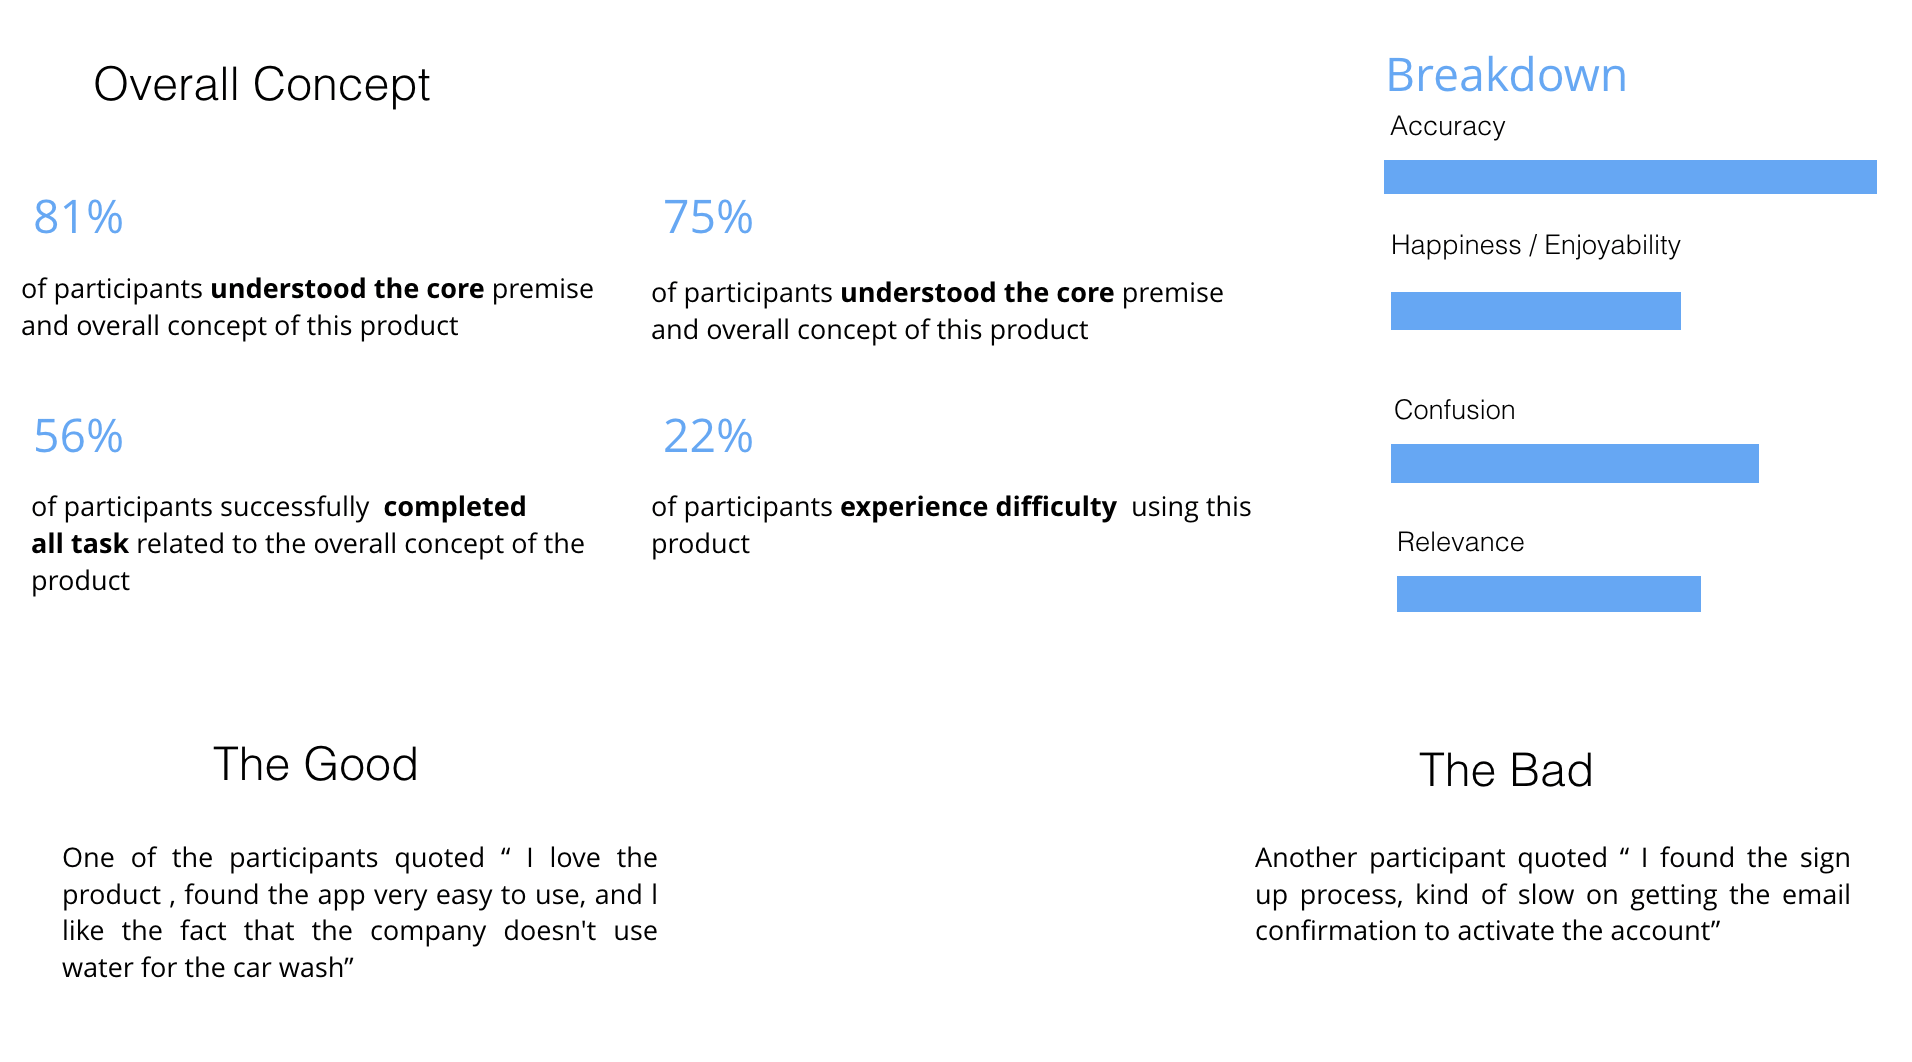 Overall Concept
81%
of participants understood the core premise
and overall concept of this product
75%
of participants understood the core premise
and overall concept of this product
56%
of participants successfully  completed
all task related to the overall concept of the
product
22%
of participants experience difficulty  using this
product
Breakdown
Accuracy
Happiness / Enjoyability
Confusion
Relevance
The Good
One of the participants quoted “ I love the
product , found the app very easy to use, and l
like the fact that the company doesn't use
water for the car wash”
The Bad
Another participant quoted “ I found the sign
up process, kind of slow on getting the email
confirmation to activate the account”